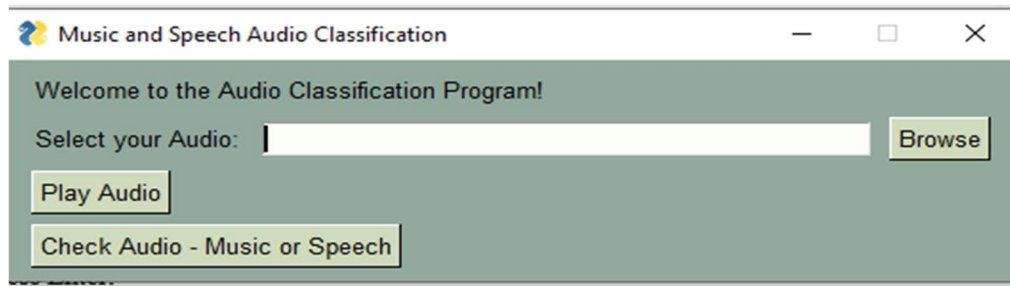 Music and Speech Audio Classification
Welcome to the Audio Classification Program!
Select your Audio: Browse
Play Audio
Check Audio - Music or Speech